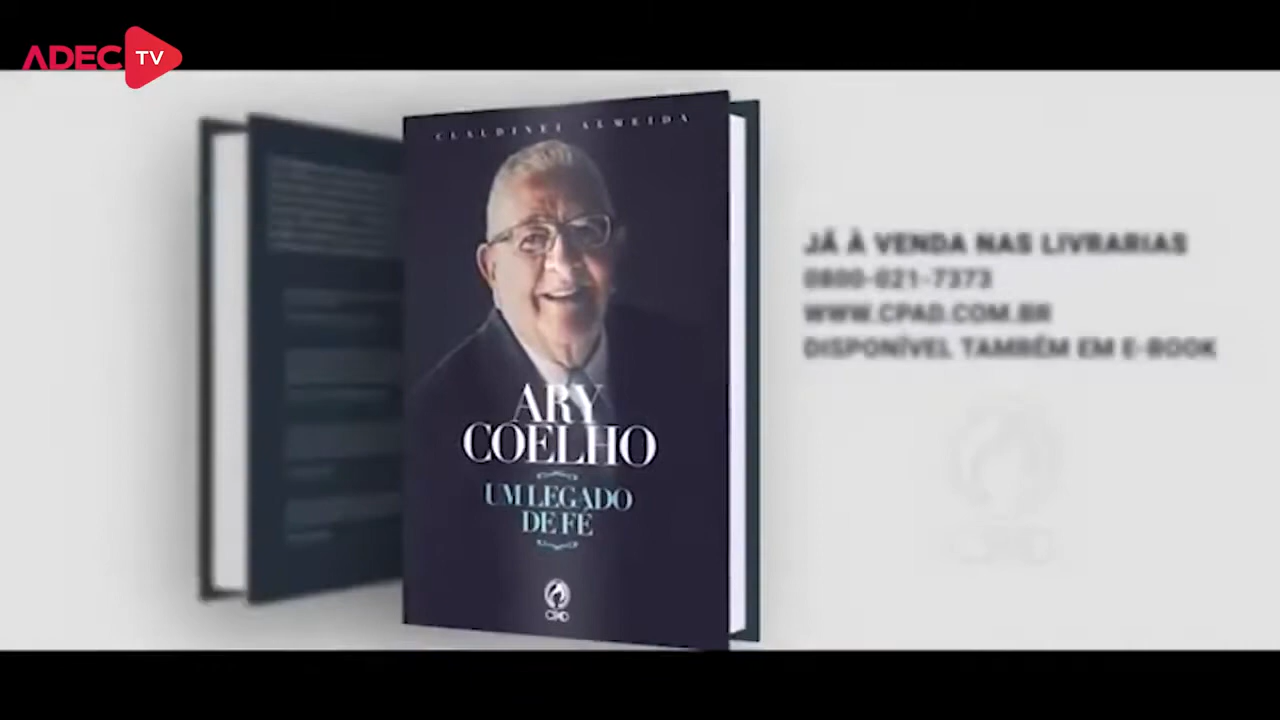 ADEC TV
CLAUDINEI ALMEIDA
ARY
COELHO
UM LEGADO
DE FÉ
CPAD
JÁ À VENDA NAS LIVRARIAS
0800-021-7373
WWW.CPAD.COM.BR
DISPONÍVEL TAMBÉM EM E-BOOK